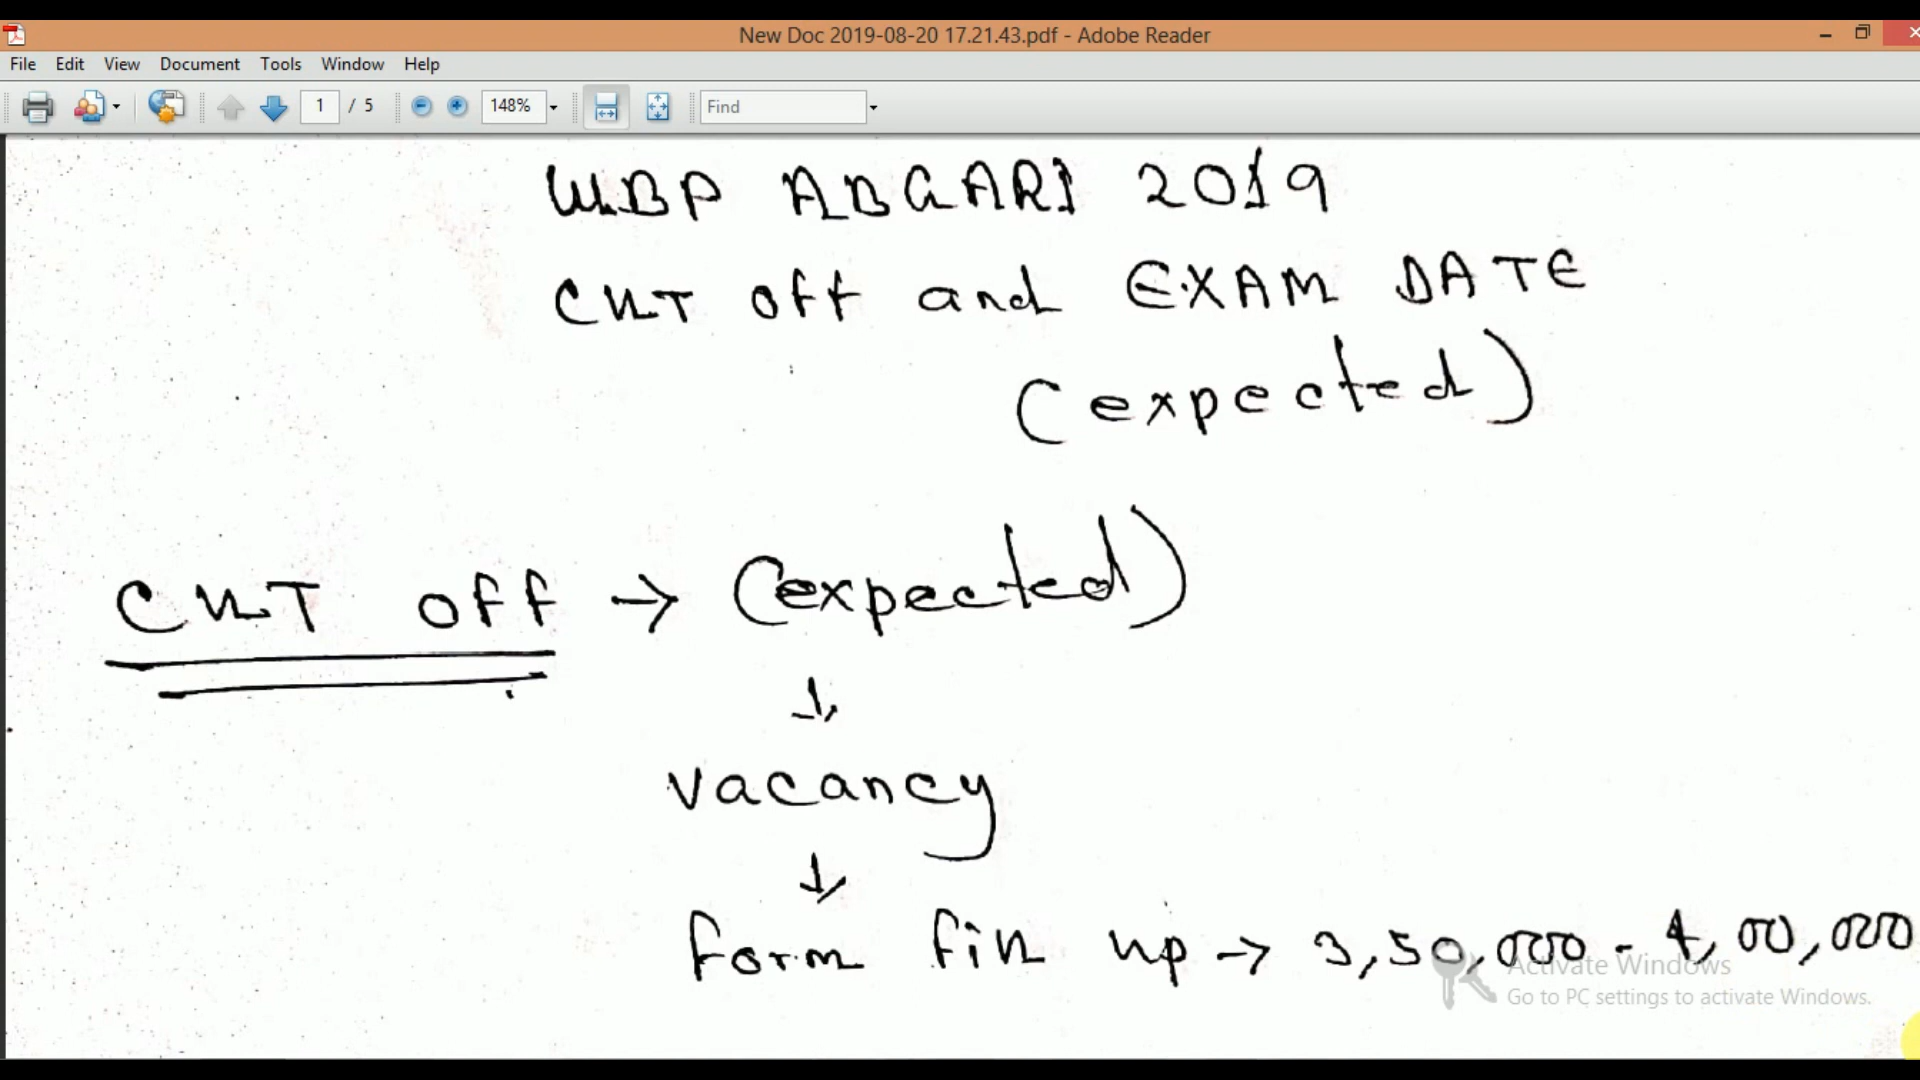 New Doc 2019-08-20 17.21.43.pdf - Adobe Reader
File Edit View Document Tools Window Help
1 / 5 148% Find
WBP ABGARI 2019
CUT off and EXAM DATE
(expected)
CUT off → (expected)
↓
vacancy
↓
form fill up → 3,50,000 - 4,00,000
Activate Windows
Go to PC settings to activate Windows.